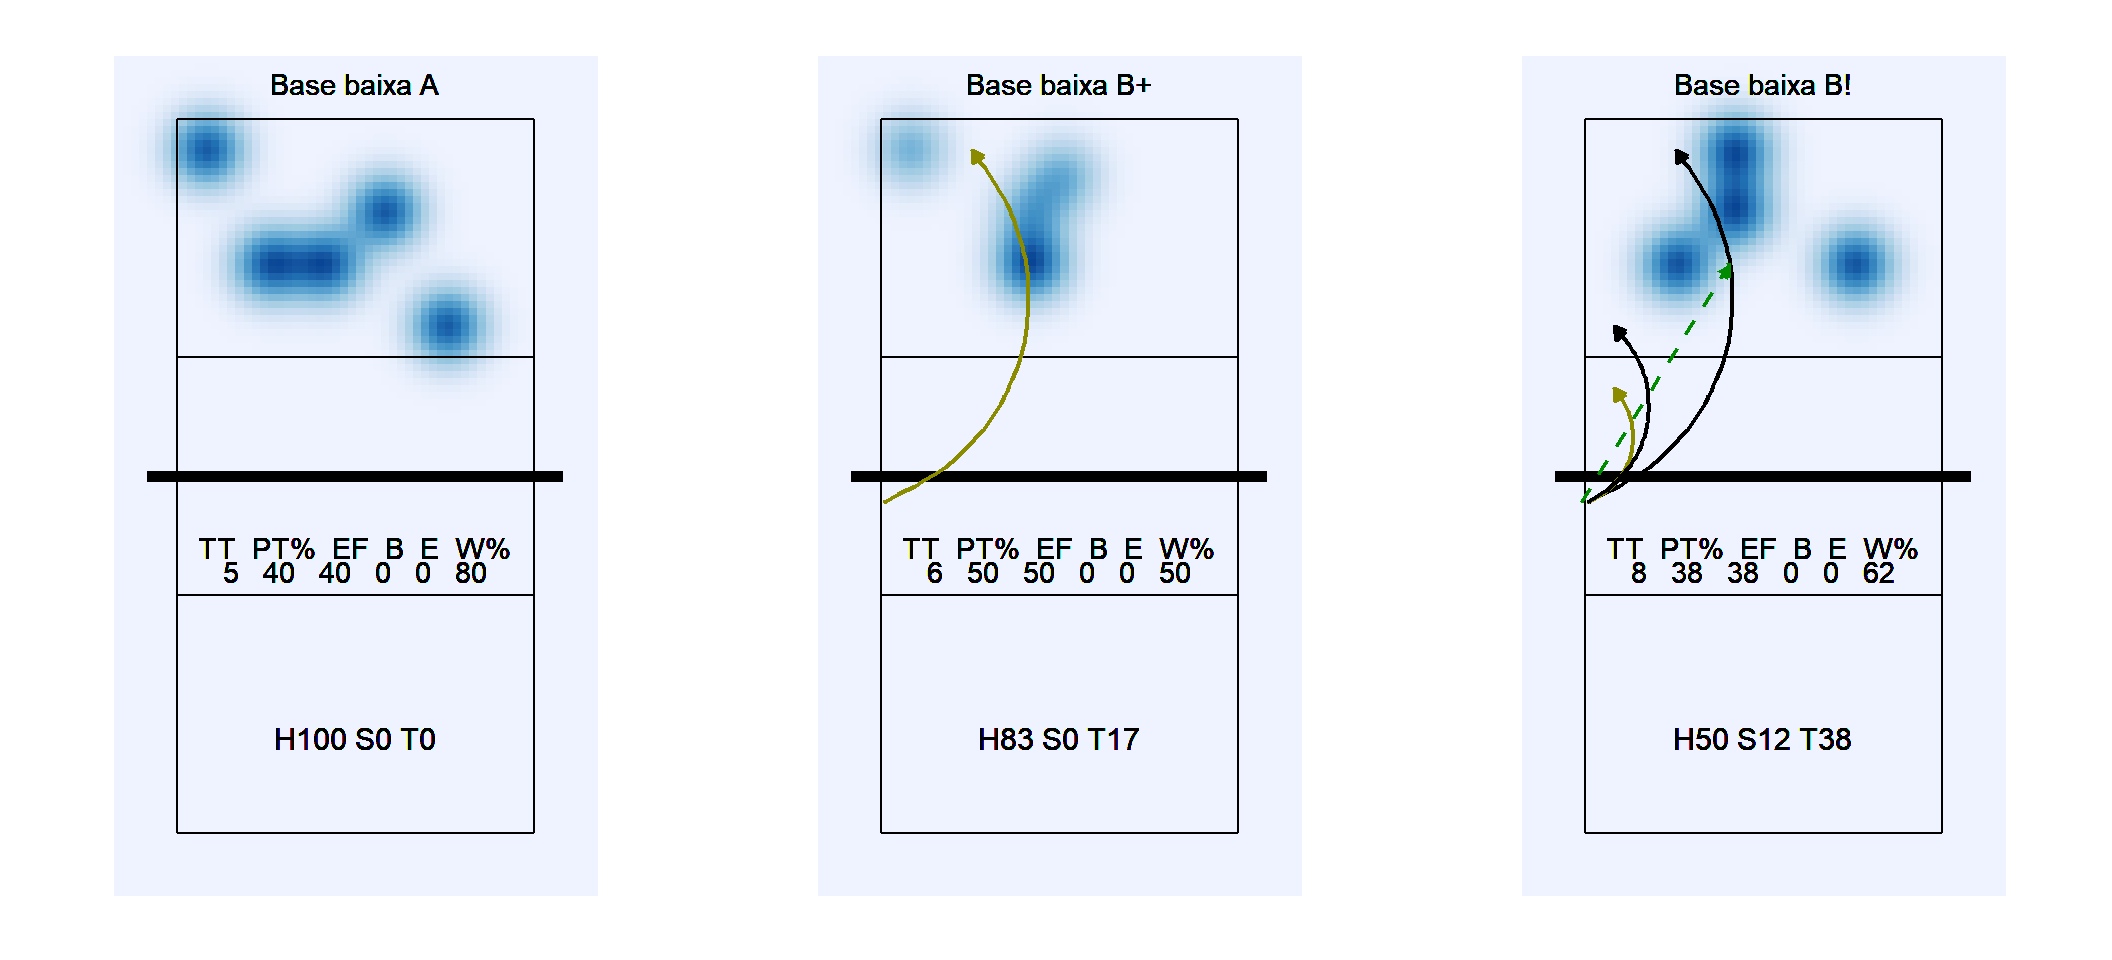 Base baixa A
TT PT% EF B E W%
5 40 40 0 0 80
H100 S0 T0
Base baixa B+
TT PT% EF B E W%
6 50 50 0 0 50
H83 S0 T17
Base baixa B!
TT PT% EF B E W%
8 38 38 0 0 62
H50 S12 T38